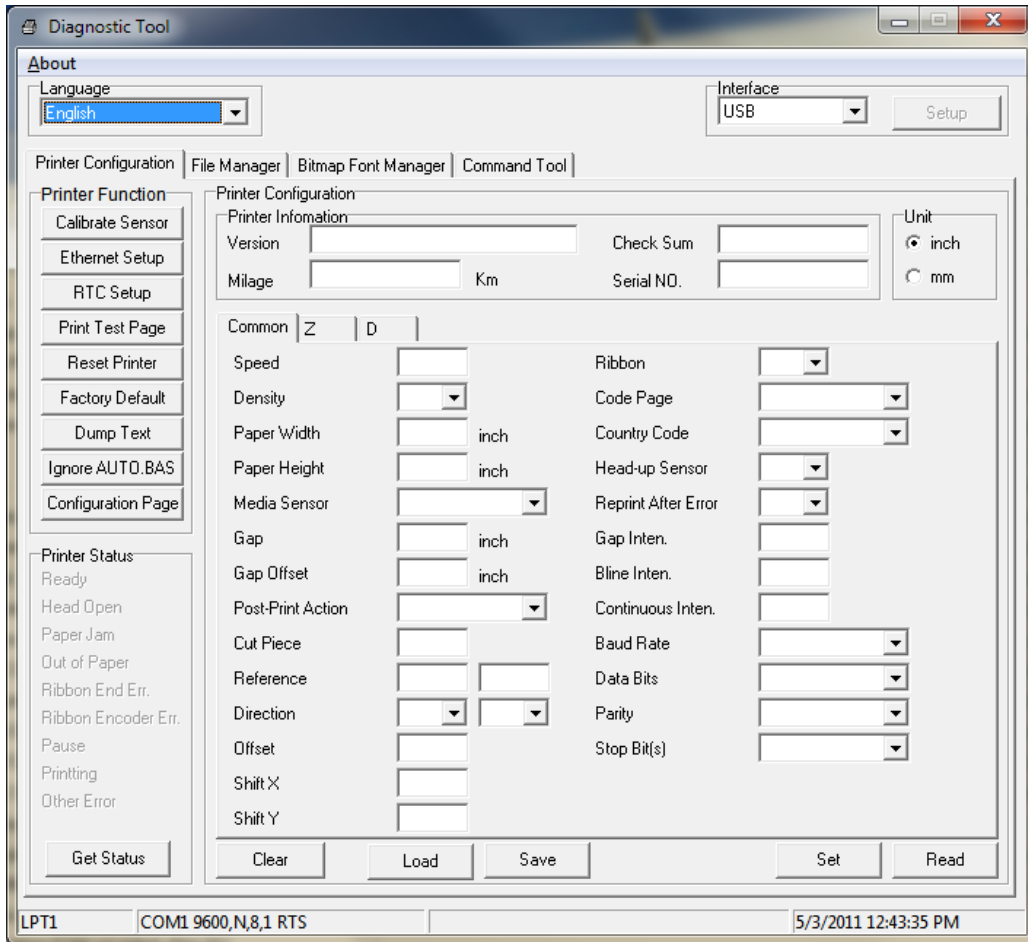 Diagnostic Tool
About
Language
English
Interface
USB
Setup
Printer Configuration
File Manager
Bitmap Font Manager
Command Tool
Printer Function
Calibrate Sensor
Ethernet Setup
RTC Setup
Print Test Page
Reset Printer
Factory Default
Dump Text
Ignore AUTO.BAS
Configuration Page
Printer Status
Ready
Head Open
Paper Jam
Out of Paper
Ribbon End Err.
Ribbon Encoder Err.
Pause
Printting
Other Error
Get Status
Printer Configuration
Printer Infomation
Version
Check Sum
Milage
Km
Serial NO.
Unit
inch
mm
Common
Z
D
Speed
Density
Paper Width inch
Paper Height inch
Media Sensor
Gap inch
Gap Offset inch
Post-Print Action
Cut Piece
Reference
Direction
Offset
Shift X
Shift Y
Ribbon
Code Page
Country Code
Head-up Sensor
Reprint After Error
Gap Inten.
Bline Inten.
Continuous Inten.
Baud Rate
Data Bits
Parity
Stop Bit(s)
Clear
Load
Save
Set
Read
LPT1
COM1 9600,N,8,1 RTS
5/3/2011 12:43:35 PM